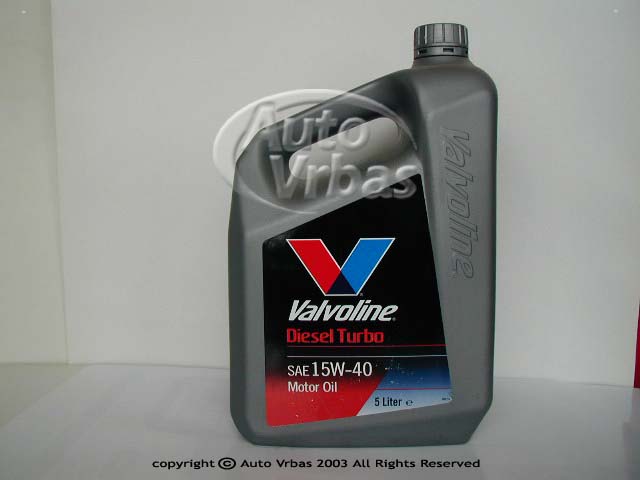 Auto
Vrbas
Valvoline
Valvoline
Diesel Turbo
SAE 15W-40
Motor Oil
5 Liter e
copyright © Auto Vrbas 2003 All Rights Reserved